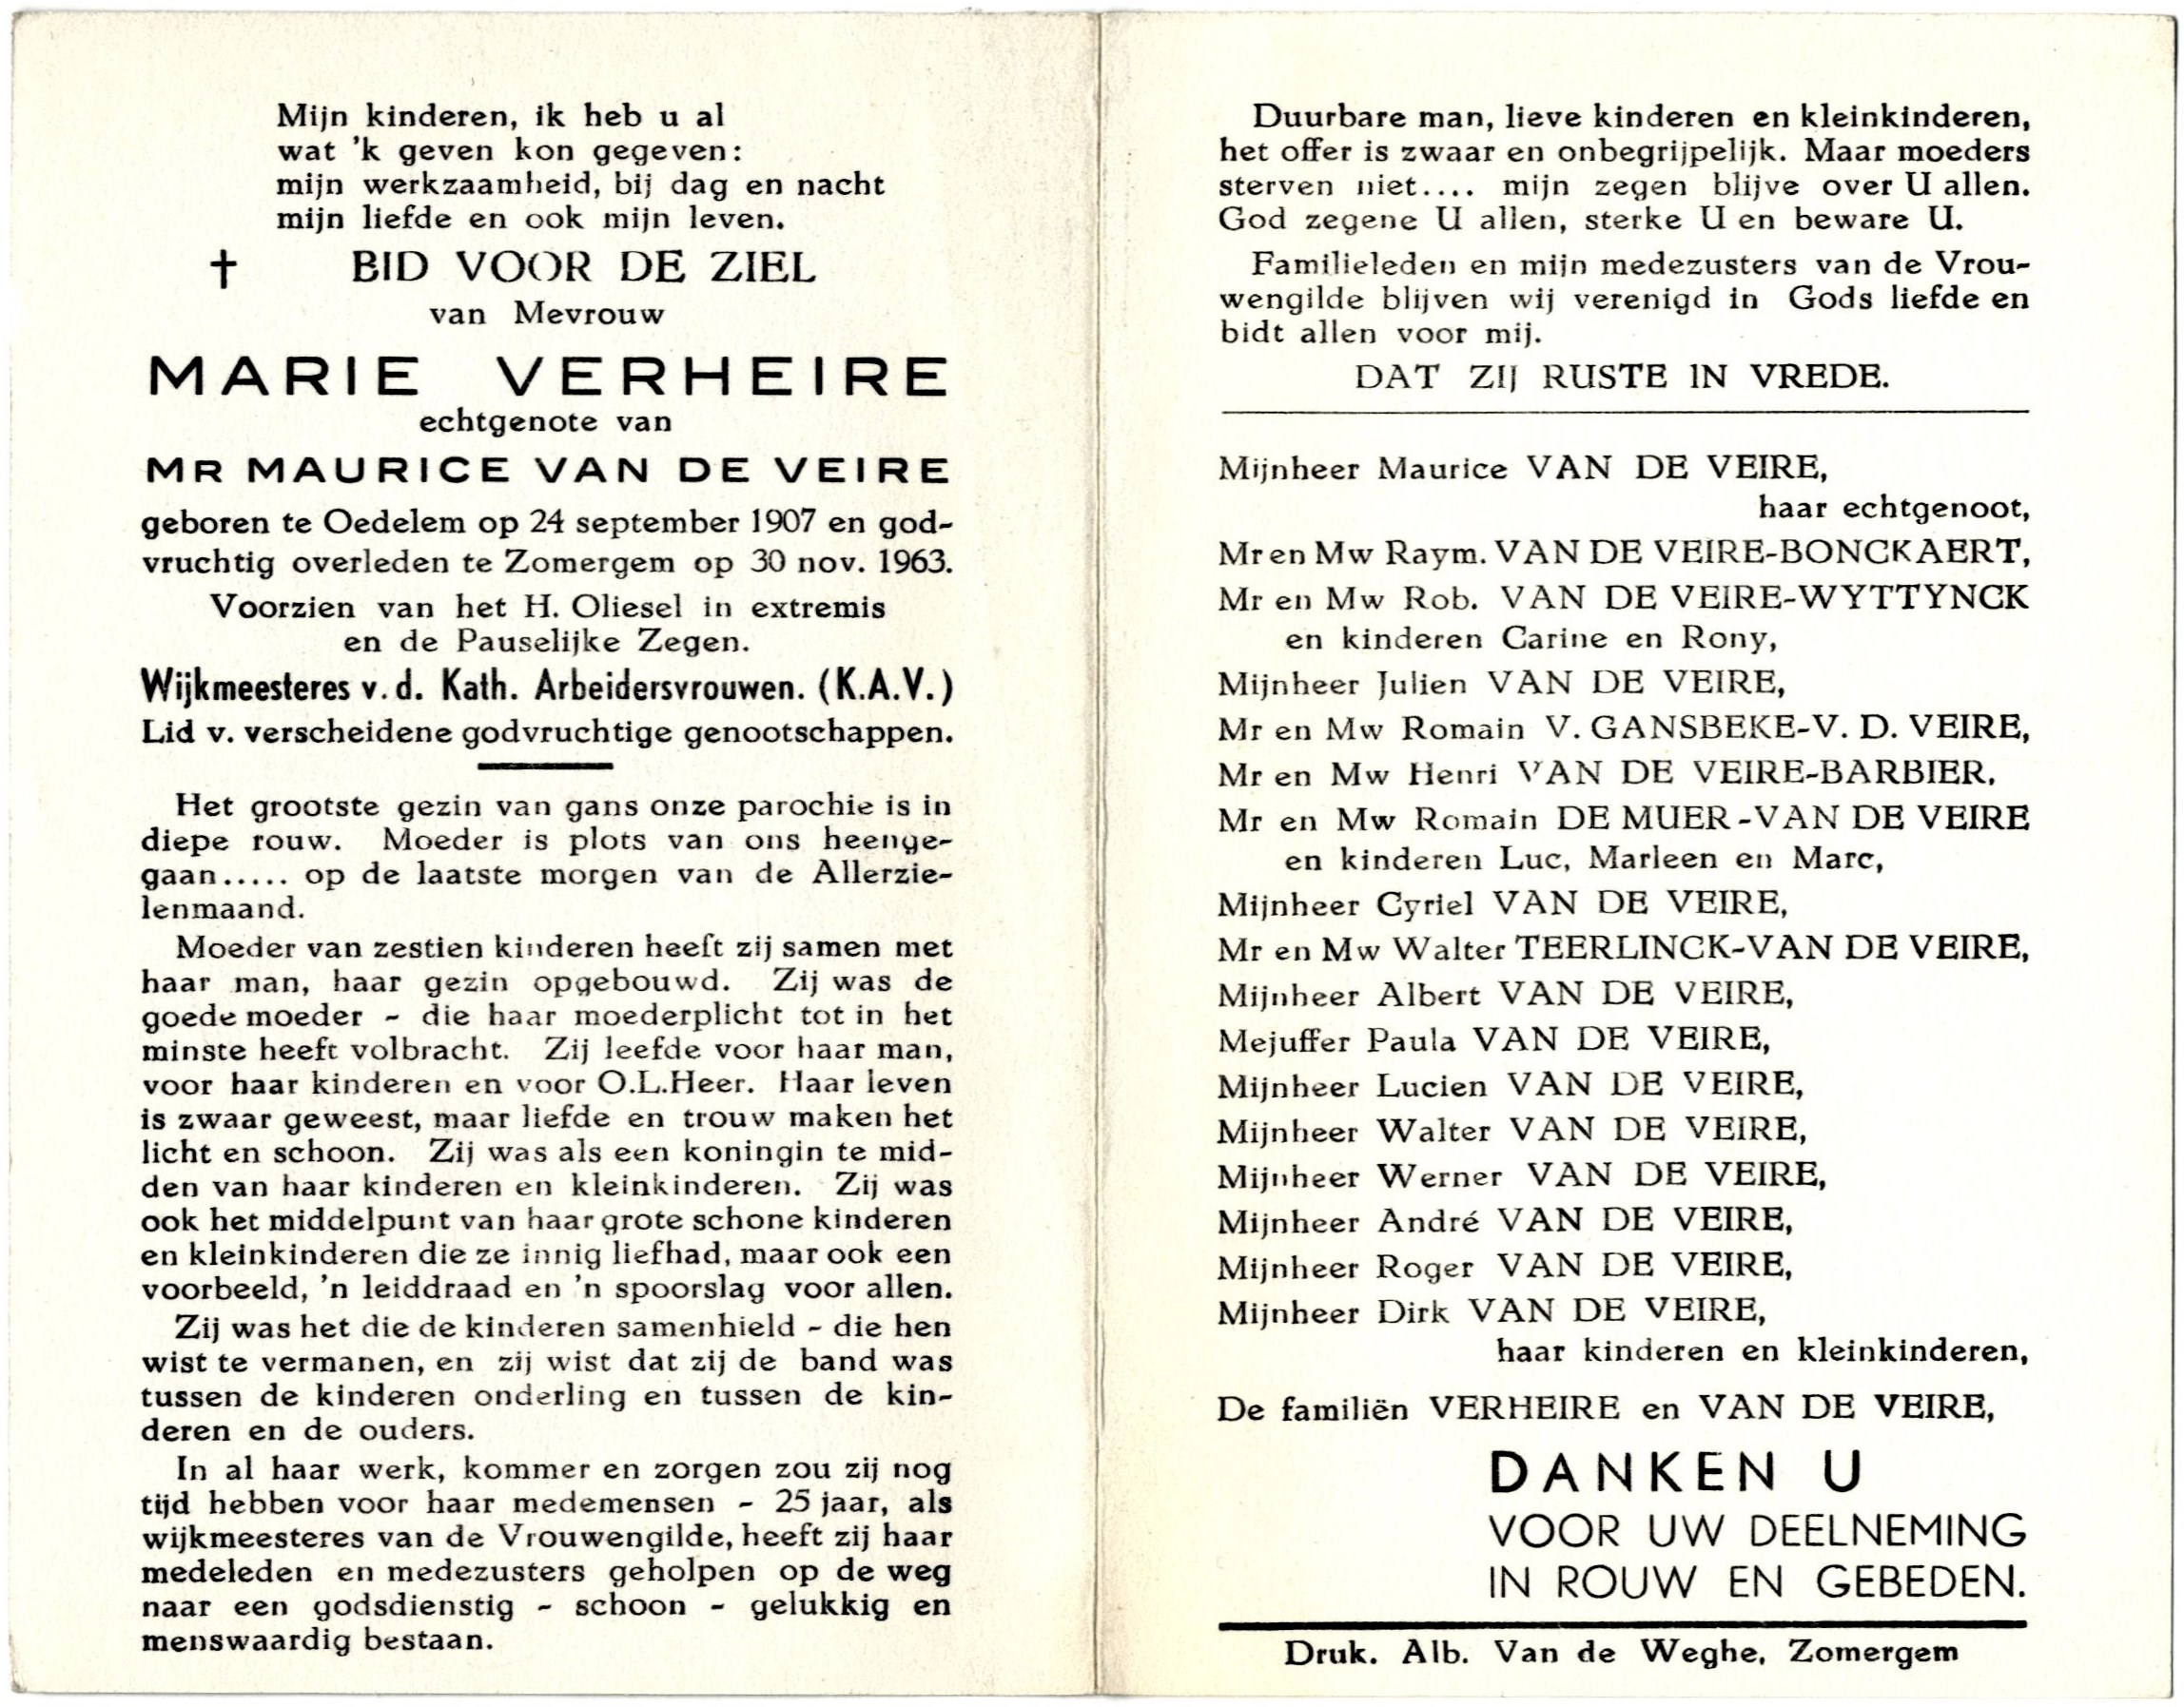 Mijn kinderen, ik heb u al
wat 'k geven kon gegeven:
mijn werkzaamheid, bij dag en nacht
mijn liefde en ook mijn leven.
† BID VOOR DE ZIEL
van Mevrouw
MARIE VERHEIRE
echtgenote van
MR MAURICE VAN DE VEIRE
geboren te Oedelem op 24 september 1907 en god-
vruchtig overleden te Zomergem op 30 nov. 1963.
Voorzien van het H. Oliesel in extremis
en de Pauselijke Zegen.
Wijkmeesteres v. d. Kath. Arbeidersvrouwen. (K.A.V.)
Lid v. verscheidene godvruchtige genootschappen.
Het grootste gezin van gans onze parochie is in
diepe rouw. Moeder is plots van ons heenge-
gaan..... op de laatste morgen van de Allerzie-
lenmaand.
Moeder van zestien kinderen heeft zij samen met
haar man, haar gezin opgebouwd. Zij was de
goede moeder - die haar moederplicht tot in het
minste heeft volbracht. Zij leefde voor haar man,
voor haar kinderen en voor O.L.Heer. Haar leven
is zwaar geweest, maar liefde en trouw maken het
licht en schoon. Zij was als een koningin te mid-
den van haar kinderen en kleinkinderen. Zij was
ook het middelpunt van haar grote schone kinderen
en kleinkinderen die ze innig liefhad, maar ook een
voorbeeld, 'n leiddraad en 'n spoorslag voor allen.
Zij was het die de kinderen samenhield - die hen
wist te vermanen, en zij wist dat zij de band was
tussen de kinderen onderling en tussen de kin-
deren en de ouders.
In al haar werk, kommer en zorgen zou zij nog
tijd hebben voor haar medemensen - 25 jaar, als
wijkmeesteres van de Vrouwengilde, heeft zij haar
medeleden en medezusters geholpen op de weg
naar een godsdienstig - schoon - gelukkig en
menswaardig bestaan.
Duurbare man, lieve kinderen en kleinkinderen,
het offer is zwaar en onbegrijpelijk. Maar moeders
sterven niet.... mijn zegen blijve over U allen.
God zegene U allen, sterke U en beware U.
Familieleden en mijn medezusters van de Vrou-
wengilde blijven wij verenigd in Gods liefde en
bidt allen voor mij.
DAT ZIJ RUSTE IN VREDE.
Mijnheer Maurice VAN DE VEIRE,
haar echtgenoot,
Mr en Mw Raym. VAN DE VEIRE-BONCKAERT,
Mr en Mw Rob. VAN DE VEIRE-WYTTYNCK
en kinderen Carine en Rony,
Mijnheer Julien VAN DE VEIRE,
Mr en Mw Romain V. GANSBEKE-V. D. VEIRE,
Mr en Mw Henri VAN DE VEIRE-BARBIER,
Mr en Mw Romain DE MUER-VAN DE VEIRE
en kinderen Luc, Marleen en Marc,
Mijnheer Cyriel VAN DE VEIRE,
Mr en Mw Walter TEERLINCK-VAN DE VEIRE,
Mijnheer Albert VAN DE VEIRE,
Mejuffer Paula VAN DE VEIRE,
Mijnheer Lucien VAN DE VEIRE,
Mijnheer Walter VAN DE VEIRE,
Mijnheer Werner VAN DE VEIRE,
Mijnheer André VAN DE VEIRE,
Mijnheer Roger VAN DE VEIRE,
Mijnheer Dirk VAN DE VEIRE,
haar kinderen en kleinkinderen,
De familiën VERHEIRE en VAN DE VEIRE,
DANKEN U
VOOR UW DEELNEMING
IN ROUW EN GEBEDEN.
Druk. Alb. Van de Weghe, Zomergem